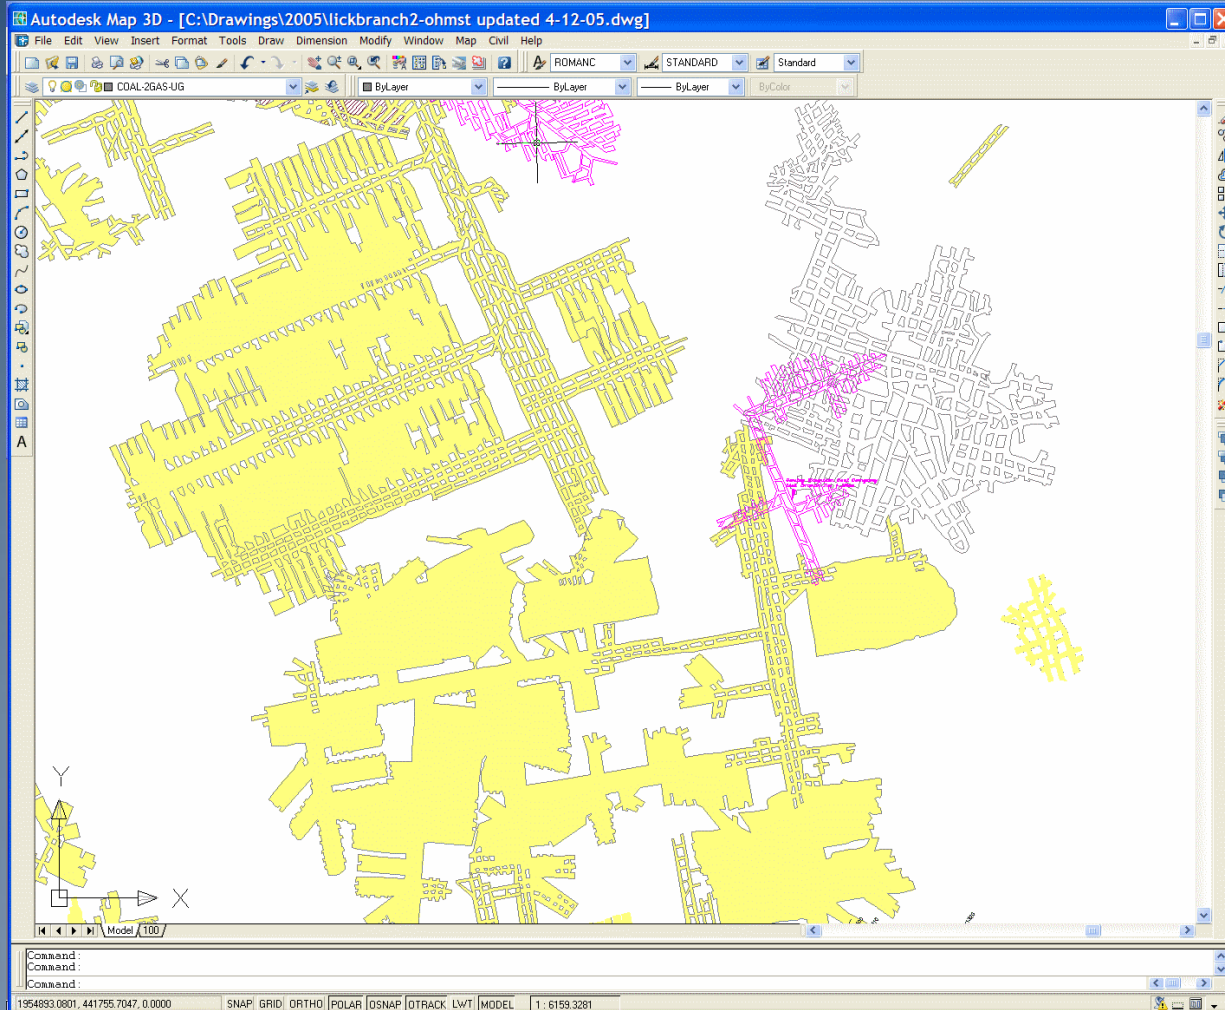 Autodesk Map 3D - [C:\Drawings\2005\lickbranch2-ohmst updated 4-12-05.dwg]
File Edit View Insert Format Tools Draw Dimension Modify Window Map Civil Help
ROMANC STANDARD Standard
COAL-2GAS-UG ByLayer ByLayer ByLayer ByColor
A
Y
X
Model 100
Command:
Command:
Command:
1954893.0801, 441755.7047, 0.0000 SNAP GRID ORTHO POLAR OSNAP OTRACK LWT MODEL 1 : 6159.3281